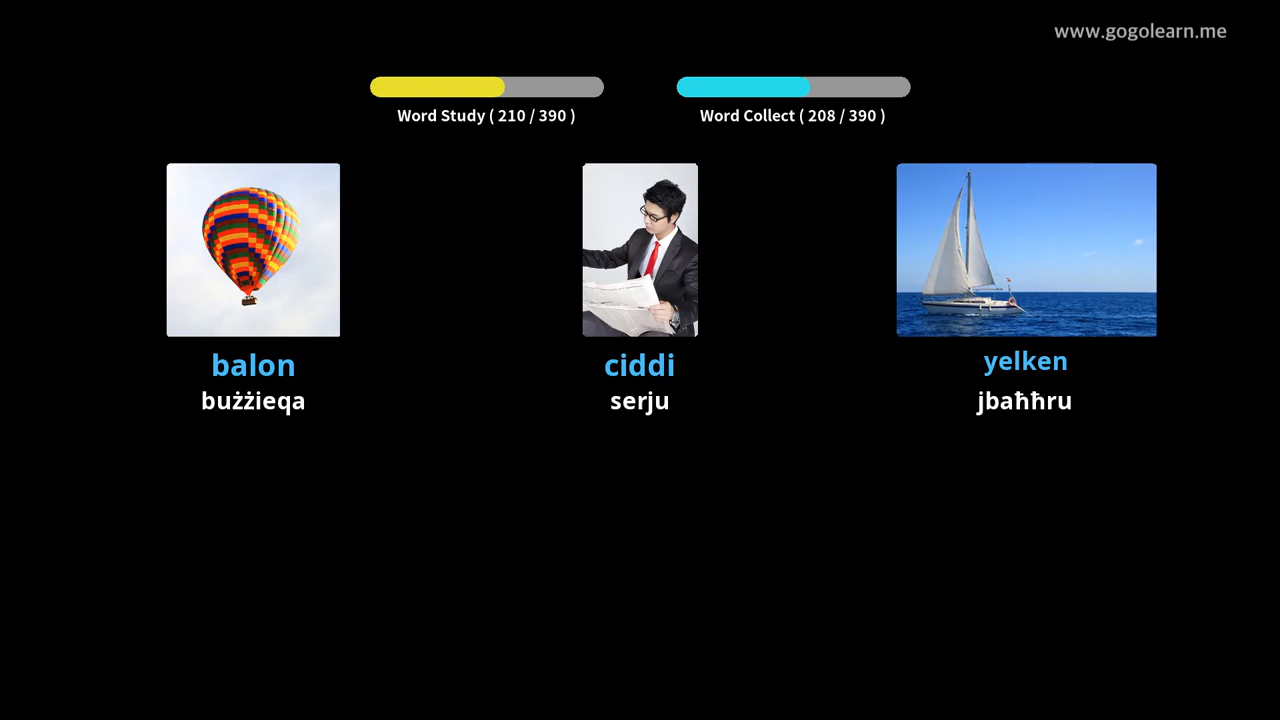 www.gogolearn.me
Word Study ( 210 / 390 )
Word Collect ( 208 / 390 )
balon
ciddi
yelken
bużżieqa
serju
jbaħħru